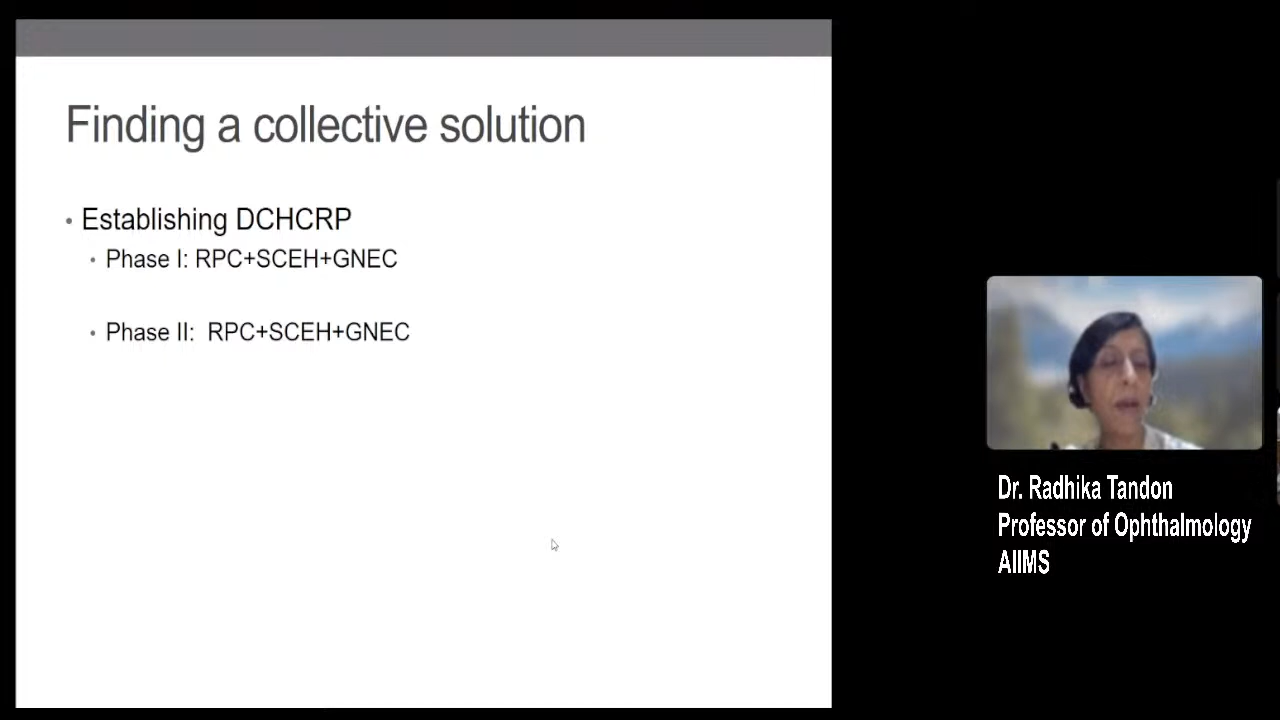 Finding a collective solution
• Establishing DCHCRP
• Phase I: RPC+SCEH+GNEC
• Phase II: RPC+SCEH+GNEC
Dr. Radhika Tandon
Professor of Ophthalmology
AIIMS